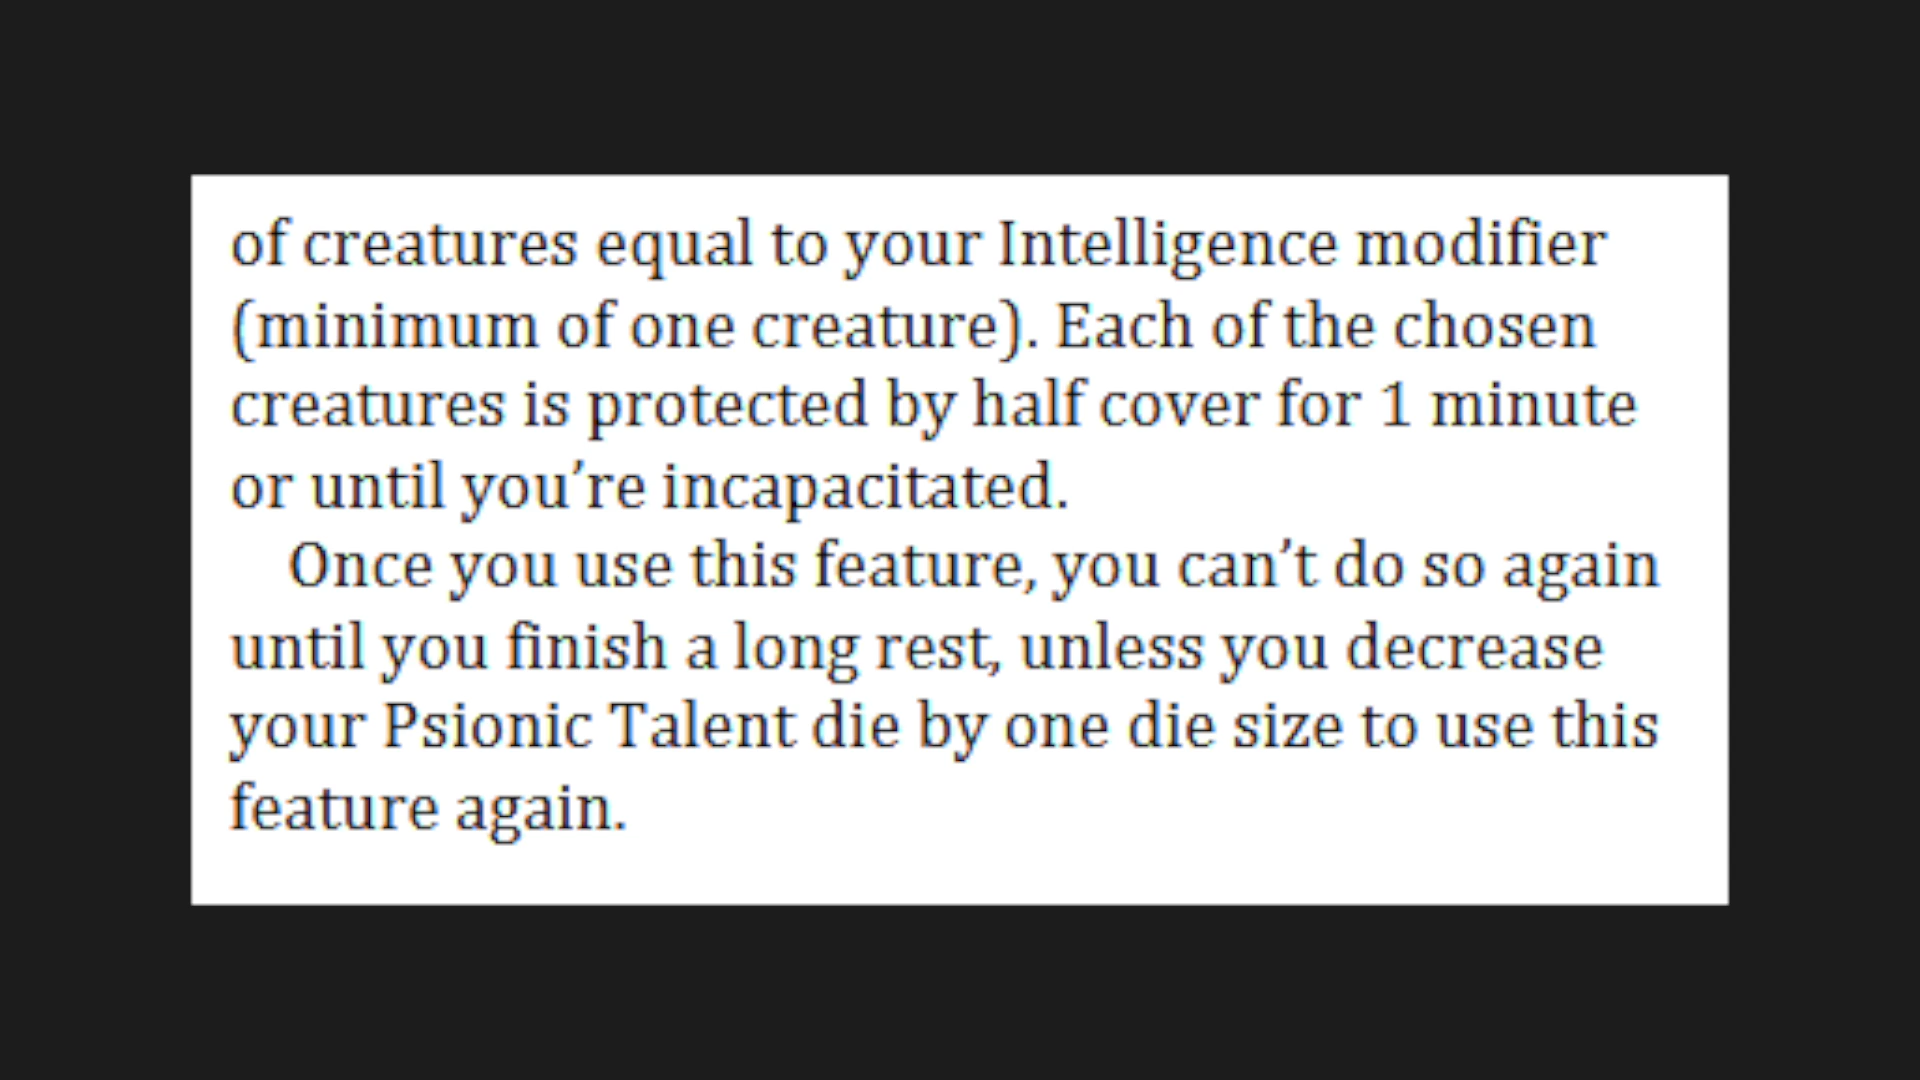 of creatures equal to your Intelligence modifier
(minimum of one creature). Each of the chosen
creatures is protected by half cover for 1 minute
or until you’re incapacitated.
Once you use this feature, you can’t do so again
until you finish a long rest, unless you decrease
your Psionic Talent die by one die size to use this
feature again.